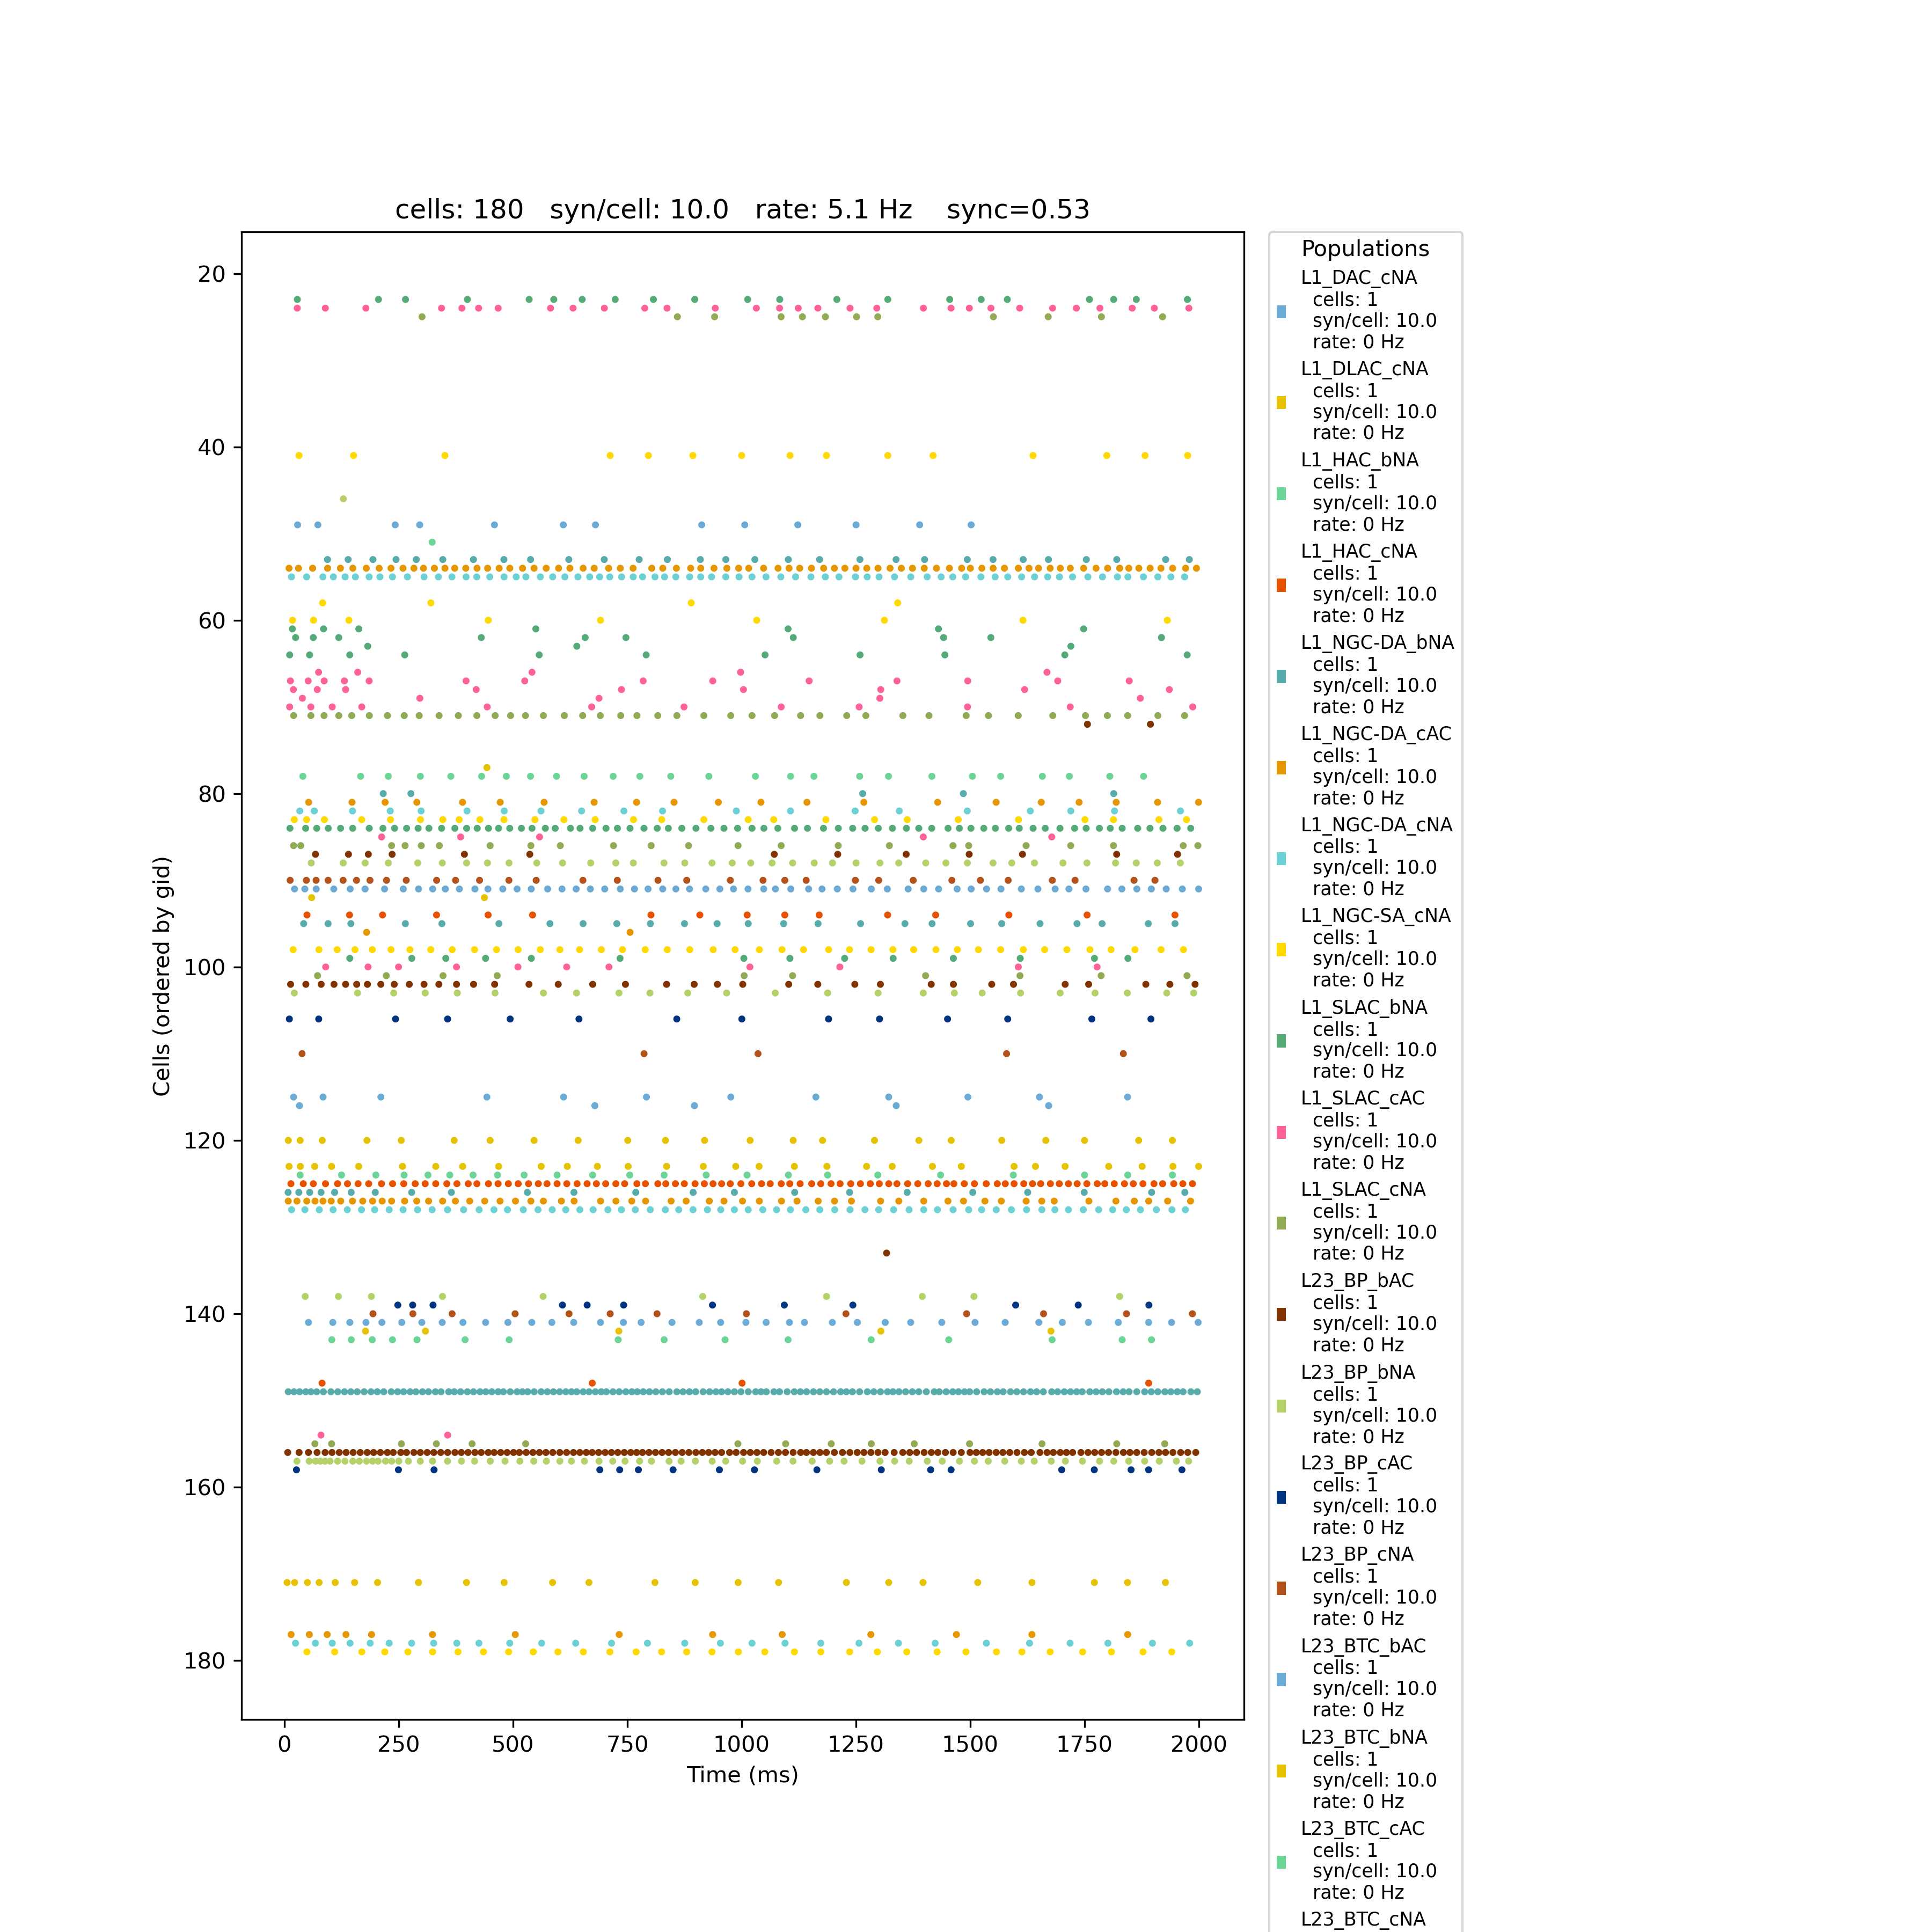 cells: 180   syn/cell: 10.0   rate: 5.1 Hz    sync=0.53
20
40
60
80
100
120
140
160
180
Cells (ordered by gid)
0
250
500
750
1000
1250
1500
1750
2000
Time (ms)
Populations
L1_DAC_cNA
cells: 1
syn/cell: 10.0
rate: 0 Hz
L1_DLAC_cNA
cells: 1
syn/cell: 10.0
rate: 0 Hz
L1_HAC_bNA
cells: 1
syn/cell: 10.0
rate: 0 Hz
L1_HAC_cNA
cells: 1
syn/cell: 10.0
rate: 0 Hz
L1_NGC-DA_bNA
cells: 1
syn/cell: 10.0
rate: 0 Hz
L1_NGC-DA_cAC
cells: 1
syn/cell: 10.0
rate: 0 Hz
L1_NGC-DA_cNA
cells: 1
syn/cell: 10.0
rate: 0 Hz
L1_NGC-SA_cNA
cells: 1
syn/cell: 10.0
rate: 0 Hz
L1_SLAC_bNA
cells: 1
syn/cell: 10.0
rate: 0 Hz
L1_SLAC_cAC
cells: 1
syn/cell: 10.0
rate: 0 Hz
L1_SLAC_cNA
cells: 1
syn/cell: 10.0
rate: 0 Hz
L23_BP_bAC
cells: 1
syn/cell: 10.0
rate: 0 Hz
L23_BP_bNA
cells: 1
syn/cell: 10.0
rate: 0 Hz
L23_BP_cAC
cells: 1
syn/cell: 10.0
rate: 0 Hz
L23_BP_cNA
cells: 1
syn/cell: 10.0
rate: 0 Hz
L23_BTC_bAC
cells: 1
syn/cell: 10.0
rate: 0 Hz
L23_BTC_bNA
cells: 1
syn/cell: 10.0
rate: 0 Hz
L23_BTC_cAC
cells: 1
syn/cell: 10.0
rate: 0 Hz
L23_BTC_cNA